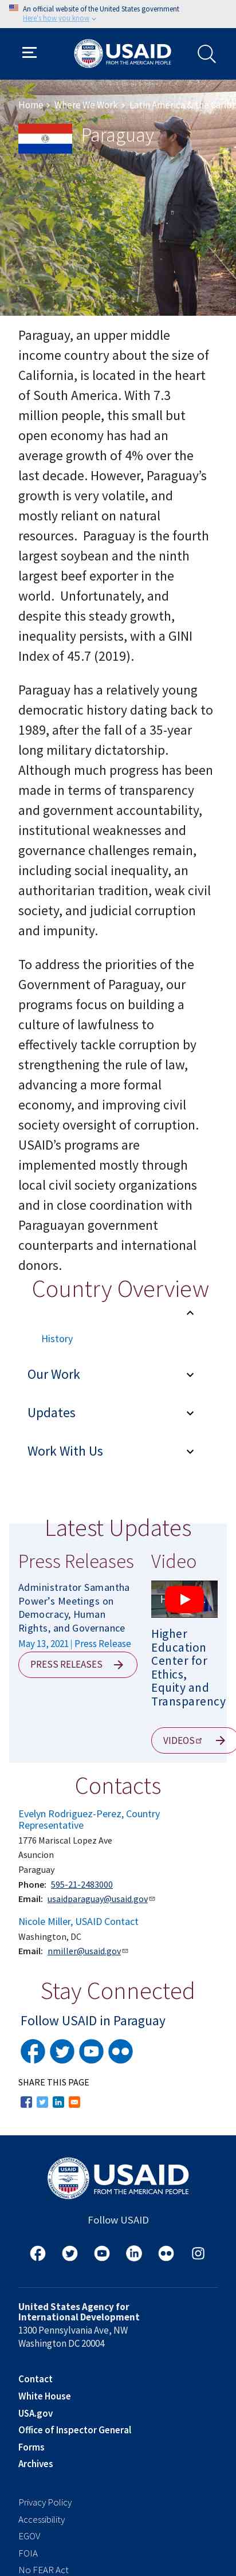 An official website of the United States government
Here's how you know
USAID
FROM THE AMERICAN PEOPLE
Home > Where We Work > Latin America
Paraguay
Paraguay, an upper middle
income country about the size of
California, is located in the heart
of South America. With 7.3
million people, this small but
open economy has had an
average growth of 4% over the
last decade. However, Paraguay’s
growth is very volatile, and
mostly reliant on natural
resources.  Paraguay is the fourth
largest soybean and the ninth
largest beef exporter in the
world.  Unfortunately, and
despite this steady growth,
inequality persists, with a GINI
Index of 45.7 (2019).
Paraguay has a relatively young
democratic history dating back to
1989, after the fall of a 35-year
long military dictatorship.
Although much progress has been
made in terms of transparency
and government accountability,
institutional weaknesses and
governance challenges remain,
including social inequality, an
authoritarian tradition, weak civil
society, and judicial corruption
and impunity.
To address the priorities of the
Government of Paraguay, our
programs focus on building a
culture of lawfulness to
effectively tackle corruption by
strengthening the rule of law,
advancing a more formal
economy, and improving civil
society oversight of corruption.
USAID’s programs are
implemented mostly through
local civil society organizations
and in close coordination with
Paraguayan government
counterparts and international
donors.
Country Overview
History
Our Work
Updates
Work With Us
Latest Updates
Press Releases
Administrator Samantha
Power’s Meetings on
Democracy, Human
Rights, and Governance
May 13, 2021 | Press Release
PRESS RELEASES
Video
Higher
Education
Center for
Ethics,
Equity and
Transparency
VIDEOS
Contacts
Evelyn Rodriguez-Perez, Country
Representative
1776 Mariscal Lopez Ave
Asuncion
Paraguay
Phone: 595-21-2483000
Email: usaidparaguay@usaid.gov
Nicole Miller, USAID Contact
Washington, DC
Email: nmiller@usaid.gov
Stay Connected
Follow USAID in Paraguay
SHARE THIS PAGE
USAID
FROM THE AMERICAN PEOPLE
Follow USAID
United States Agency for
International Development
1300 Pennsylvania Ave, NW
Washington DC 20004
Contact
White House
USA.gov
Office of Inspector General
Forms
Archives
Privacy Policy
Accessibility
EGOV
FOIA
No FEAR Act